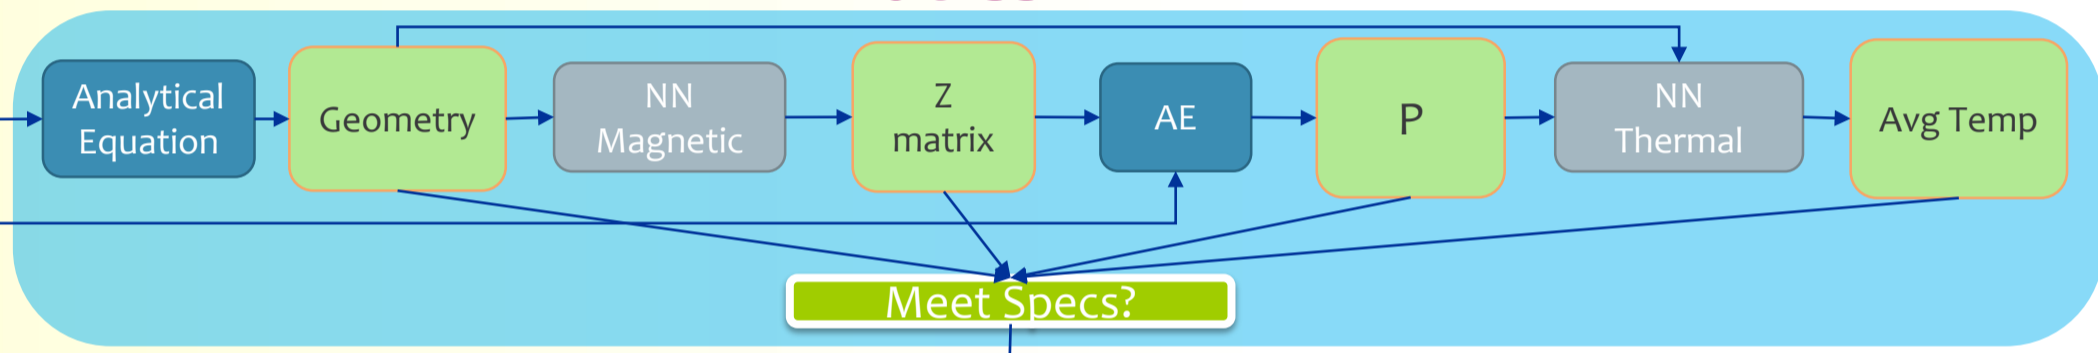 Analytical
Equation
Geometry
NN
Magnetic
Z
matrix
AE
P
NN
Thermal
Avg Temp
Meet Specs?